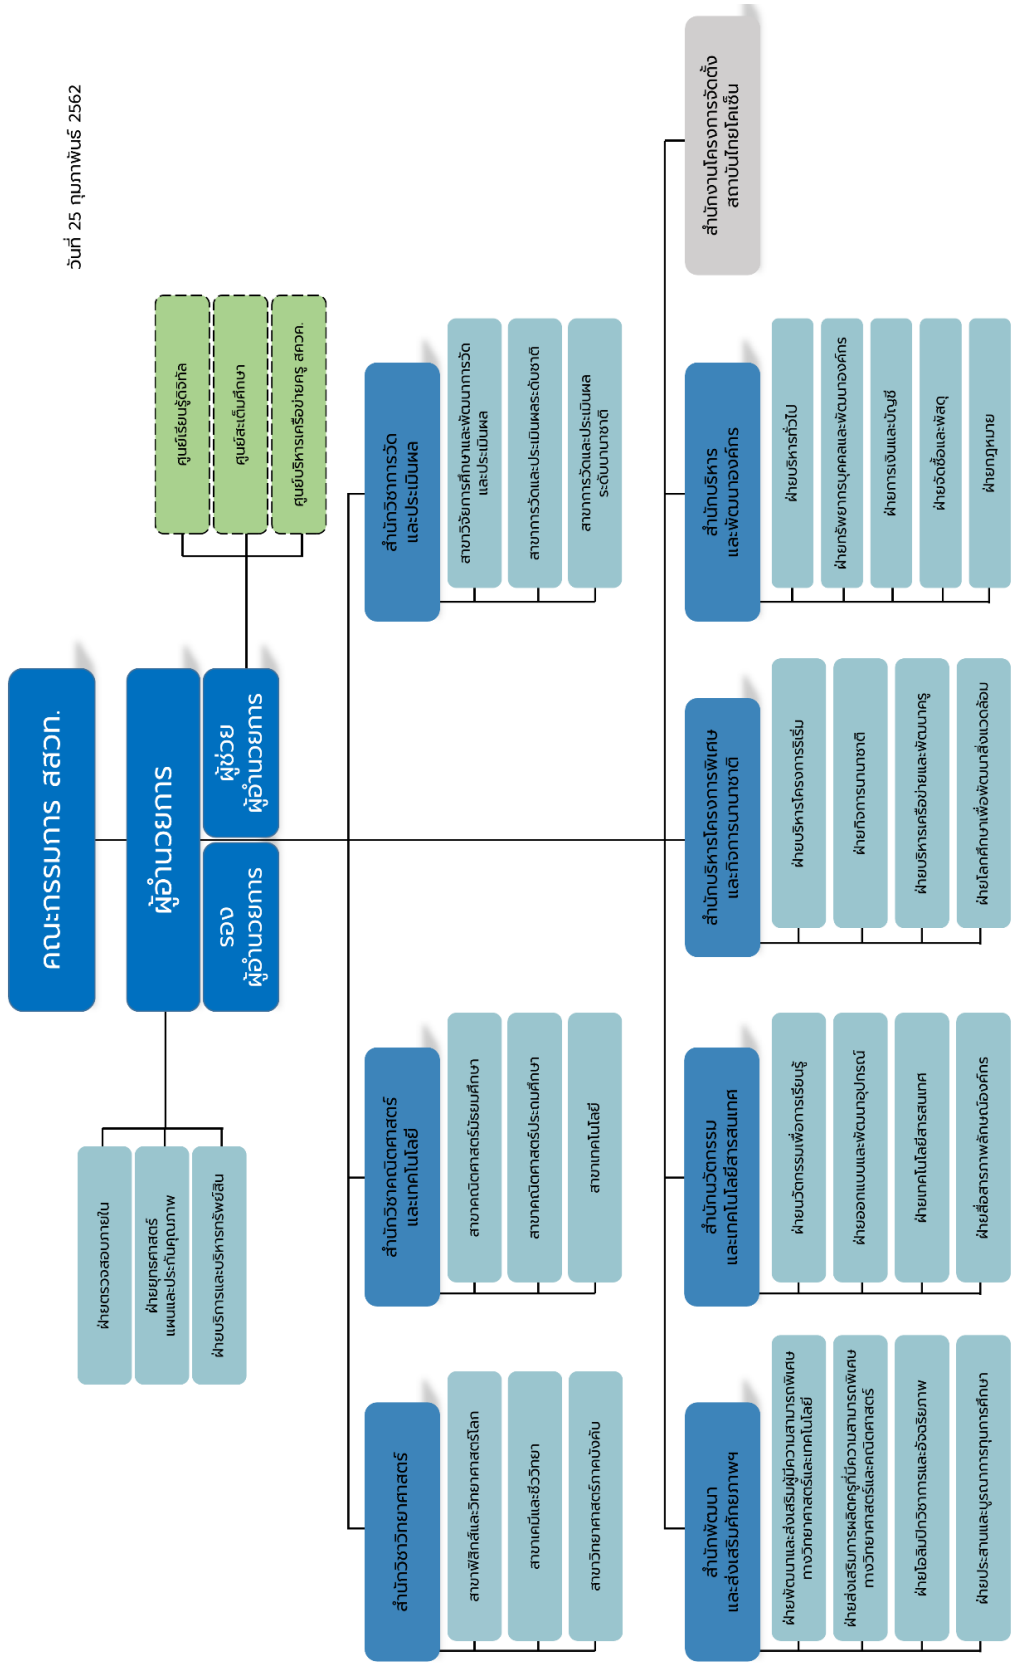 วันที่ 25 กุมภาพันธ์ 2562
คณะกรรมการ สสวท.
ผู้อำนวยการ
รอง
ผู้อำนวยการ
ผู้ช่วย
ผู้อำนวยการ
ฝ่ายตรวจสอบภายใน
ฝ่ายยุทธศาสตร์
แผนและประกันคุณภาพ
ฝ่ายบริการและบริหารทรัพย์สิน
ศูนย์เรียนรู้ดิจิทัล
ศูนย์สะเต็มศึกษา
ศูนย์บริหารเครือข่ายครู สควค.
สำนักวิชาวิทยาศาสตร์
สาขาฟิสิกส์และวิทยาศาสตร์โลก
สาขาเคมีและชีววิทยา
สาขาวิทยาศาสตร์ภาคบังคับ
สำนักวิชาคณิตศาสตร์
และเทคโนโลยี
สาขาคณิตศาสตร์มัธยมศึกษา
สาขาคณิตศาสตร์ประถมศึกษา
สาขาเทคโนโลยี
สำนักวิชาการวัด
และประเมินผล
สาขาวิจัยการศึกษาและพัฒนาการวัด
และประเมินผล
สาขาการวัดและประเมินผลระดับชาติ
สาขาการวัดและประเมินผล
ระดับนานาชาติ
สำนักพัฒนา
และส่งเสริมศักยภาพฯ
ฝ่ายพัฒนาและส่งเสริมผู้มีความสามารถพิเศษ
ทางวิทยาศาสตร์และเทคโนโลยี
ฝ่ายส่งเสริมการผลิตครูที่มีความสามารถพิเศษ
ทางวิทยาศาสตร์และคณิตศาสตร์
ฝ่ายโอลิมปิกวิชาการและอัจฉริยภาพ
ฝ่ายประสานและบูรณาการทุนการศึกษา
สำนักนวัตกรรม
และเทคโนโลยีสารสนเทศ
ฝ่ายนวัตกรรมเพื่อการเรียนรู้
ฝ่ายออกแบบและพัฒนาอุปกรณ์
ฝ่ายเทคโนโลยีสารสนเทศ
ฝ่ายสื่อสารภาพลักษณ์องค์กร
สำนักบริหารโครงการพิเศษ
และกิจการนานาชาติ
ฝ่ายบริหารโครงการริเริ่ม
ฝ่ายกิจการนานาชาติ
ฝ่ายบริหารเครือข่ายและพัฒนาครู
ฝ่ายโลกศึกษาเพื่อพัฒนาสิ่งแวดล้อม
สำนักบริหาร
และพัฒนาองค์กร
ฝ่ายบริหารทั่วไป
ฝ่ายทรัพยากรบุคคลและพัฒนาองค์กร
ฝ่ายการเงินและบัญชี
ฝ่ายจัดซื้อและพัสดุ
ฝ่ายกฎหมาย
สำนักงานโครงการจัดตั้ง
สถาบันไทยโคเซ็น